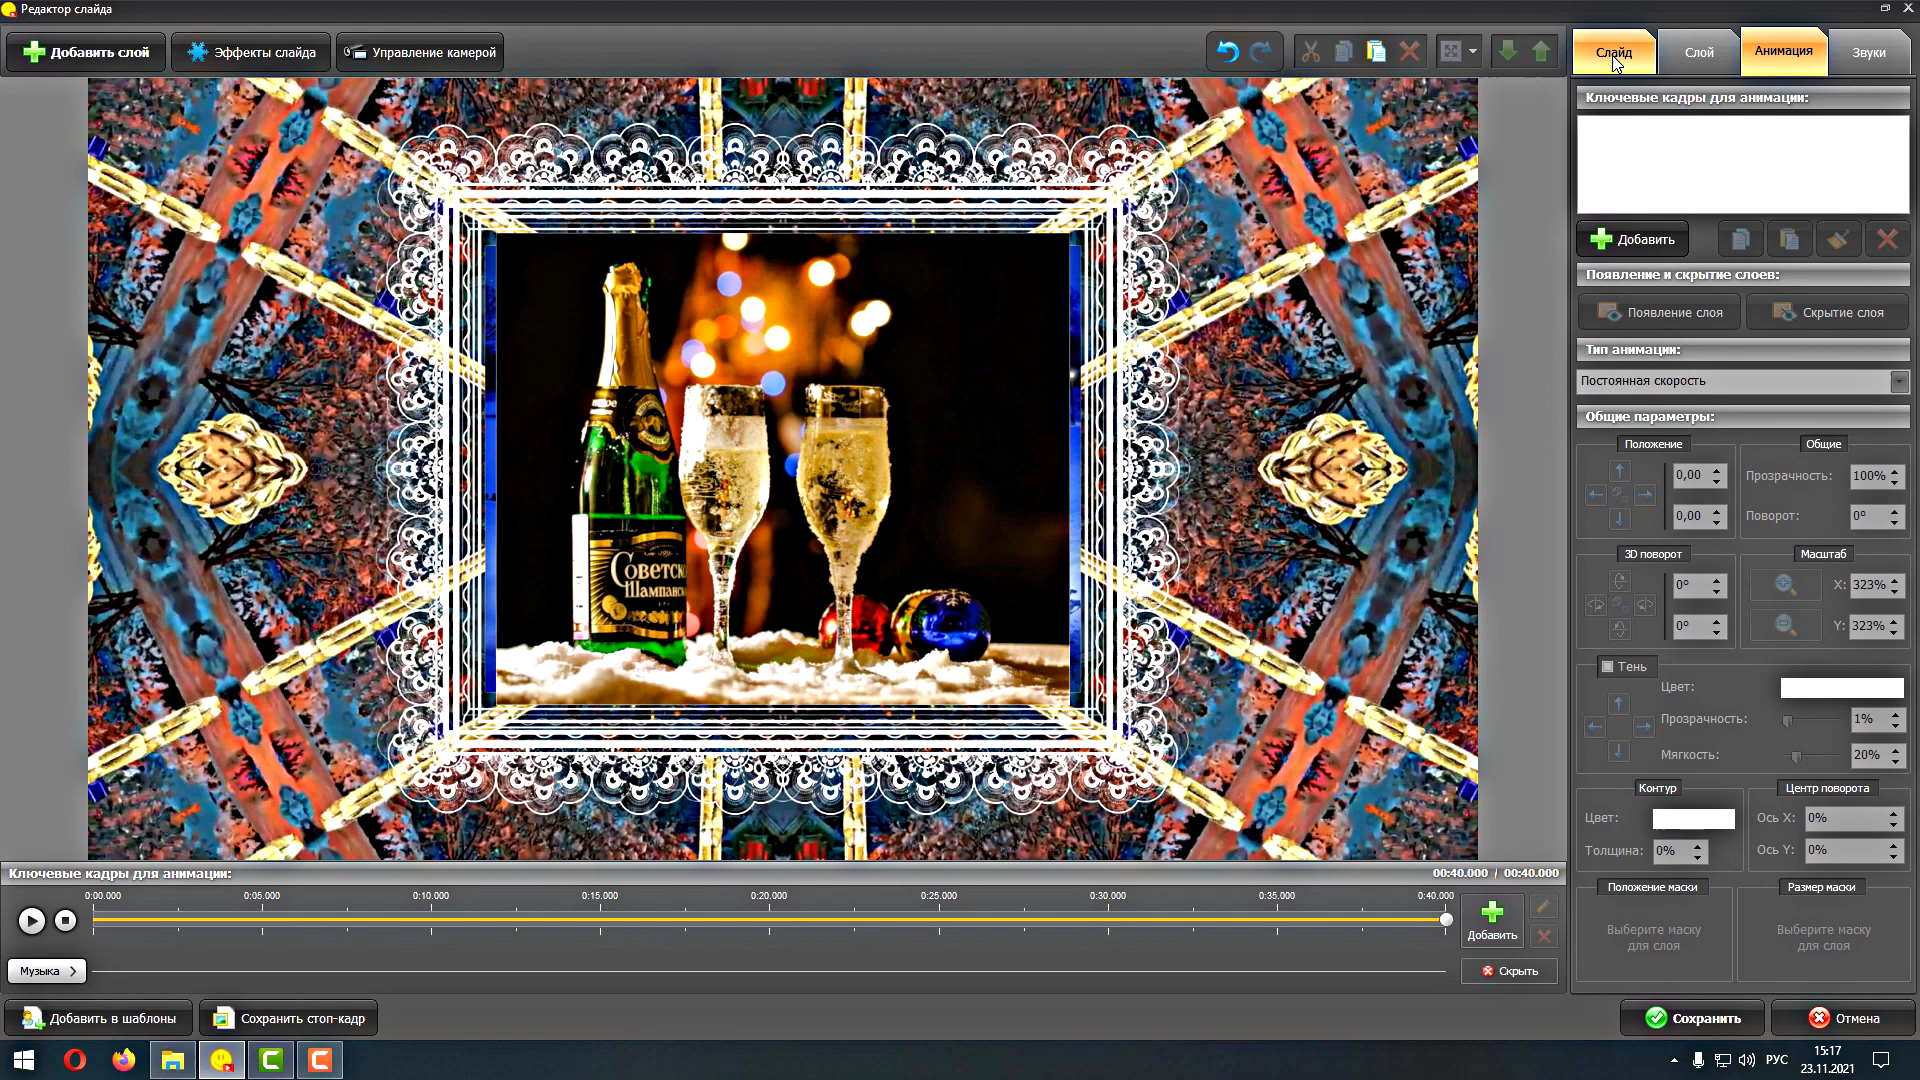 Редактор слайда
Добавить слой
Эффекты слайда
Управление камерой
Слайд
Слой
Анимация
Звуки
Ключевые кадры для анимации:
Добавить
Появление и скрытие слоев:
Появление слоя
Скрытие слоя
Тип анимации:
Постоянная скорость
Общие параметры:
Положение
Общие
0,00
Прозрачность:
100%
0,00
Поворот:
0°
3D поворот
Масштаб
0°
X:
323%
0°
Y:
323%
Тень
Цвет:
Прозрачность:
1%
Мягкость:
20%
Контур
Центр поворота
Цвет:
Ось X:
0%
Толщина:
0%
Ось Y:
0%
Положение маски
Размер маски
Выберите маску
для слоя
Выберите маску
для слоя
Советск
Шампанск
Ключевые кадры для анимации:
00:40.000 / 00:40.000
0:00.000
0:05.000
0:10.000
0:15.000
0:20.000
0:25.000
0:30.000
0:35.000
0:40.000
Добавить
Музыка
Скрыть
Добавить в шаблоны
Сохранить стоп-кадр
Сохранить
Отмена
РУС
15:17
23.11.2021